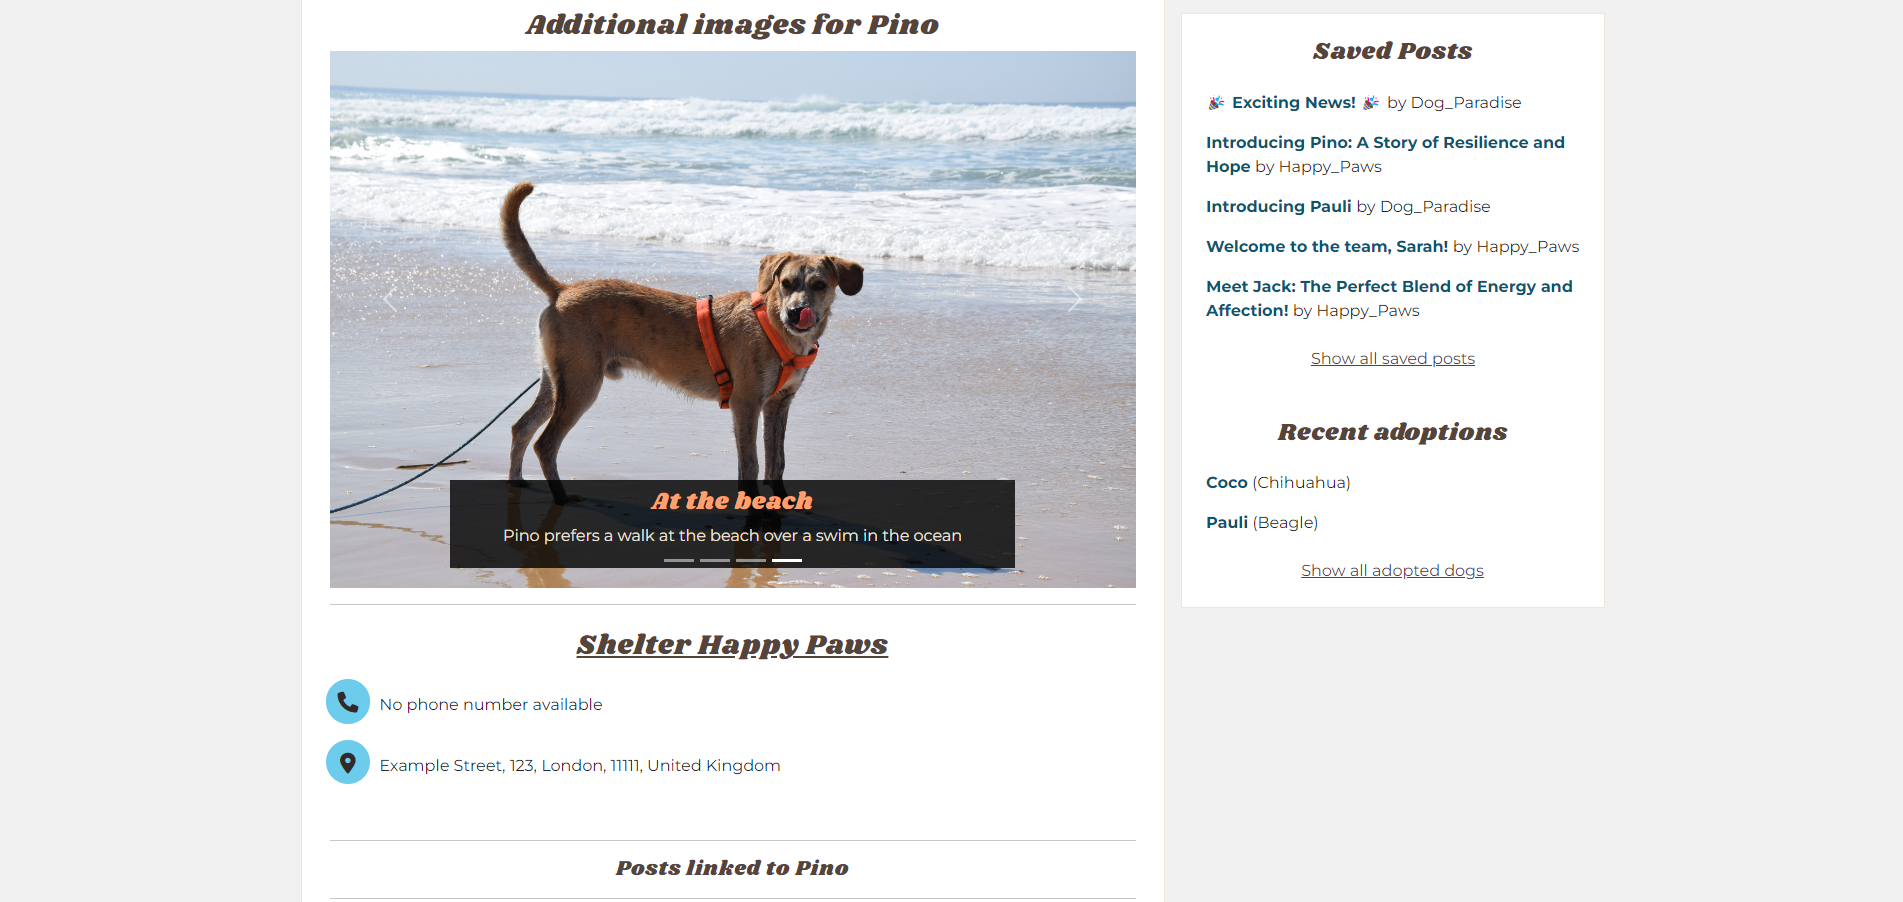 Additional images for Pino
At the beach
Pino prefers a walk at the beach over a swim in the ocean
Shelter Happy Paws
No phone number available
Example Street, 123, London, 11111, United Kingdom
Posts linked to Pino
Saved Posts
🎉 Exciting News! 🎉 by Dog_Paradise
Introducing Pino: A Story of Resilience and
Hope by Happy_Paws
Introducing Pauli by Dog_Paradise
Welcome to the team, Sarah! by Happy_Paws
Meet Jack: The Perfect Blend of Energy and
Affection! by Happy_Paws
Show all saved posts
Recent adoptions
Coco (Chihuahua)
Pauli (Beagle)
Show all adopted dogs